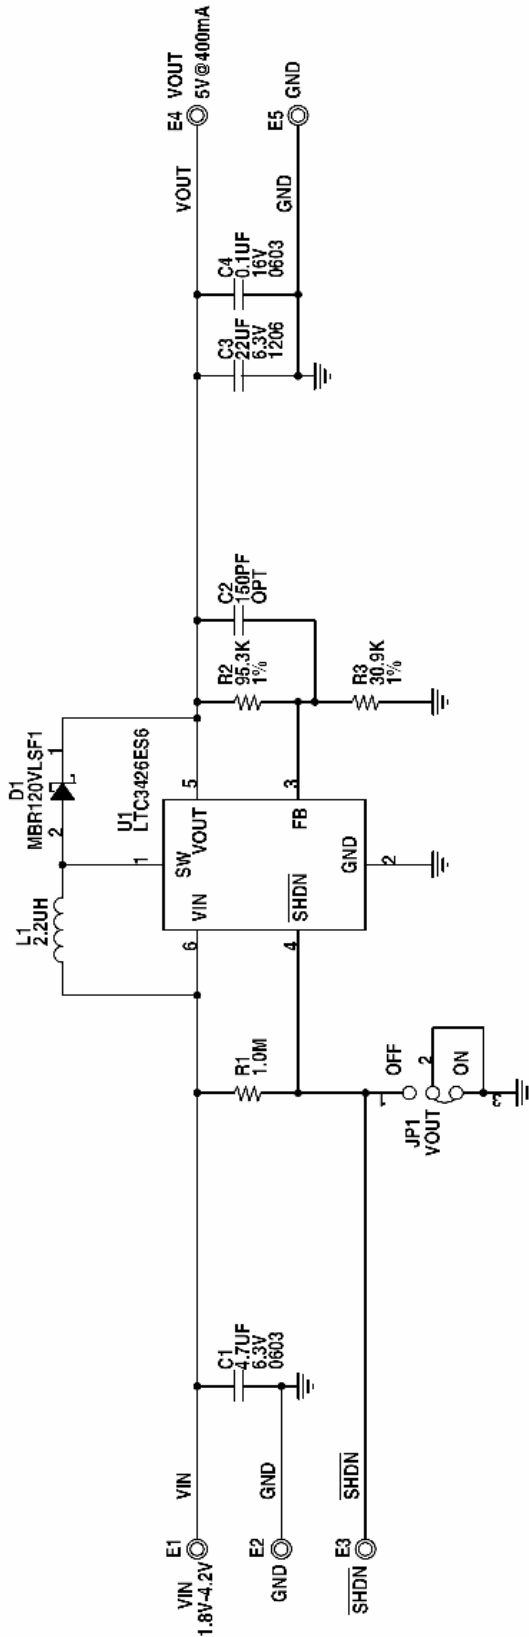 E1
VIN
1.8V-4.2V
VIN
E2
GND
GND
E3
SHDN
SHDN
C1
4.7UF
6.3V
0603
R1
1.0M
JP1
VOUT
OFF
ON
1
2
3
L1
2.2UH
D1
MBR120VLSF1
2
1
U1
LTC3426ES6
SW
VIN
VOUT
SHDN
FB
GND
1
6
5
4
3
2
R2
95.3K
1%
C2
150PF
OPT
R3
30.9K
1%
C3
22UF
6.3V
1206
C4
0.1UF
16V
0603
VOUT
GND
E4
VOUT
5V@400mA
E5
GND